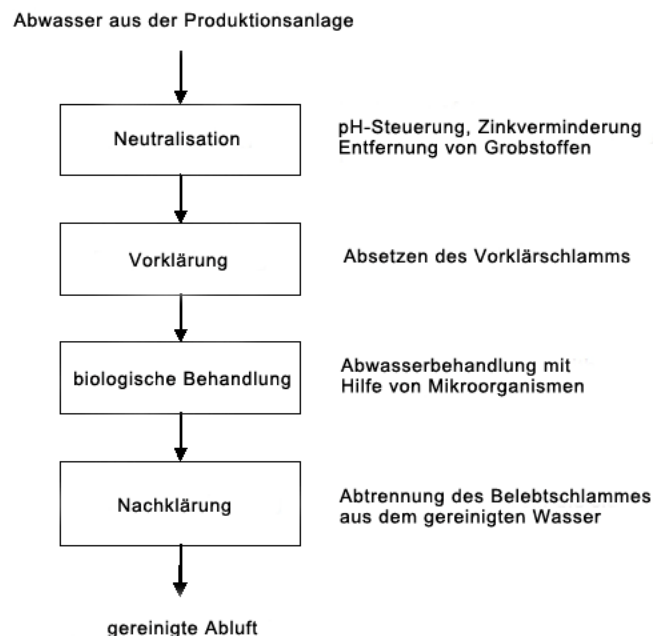 Abwasser aus der Produktionsanlage
Neutralisation
pH-Steuerung, Zinkverminderung
Entfernung von Grobstoffen
Vorklärung
Absetzen des Vorklärschlamms
biologische Behandlung
Abwasserbehandlung mit
Hilfe von Mikroorganismen
Nachklärung
Abtrennung des Belebtschlammes
aus dem gereinigten Wasser
gereinigte Abluft